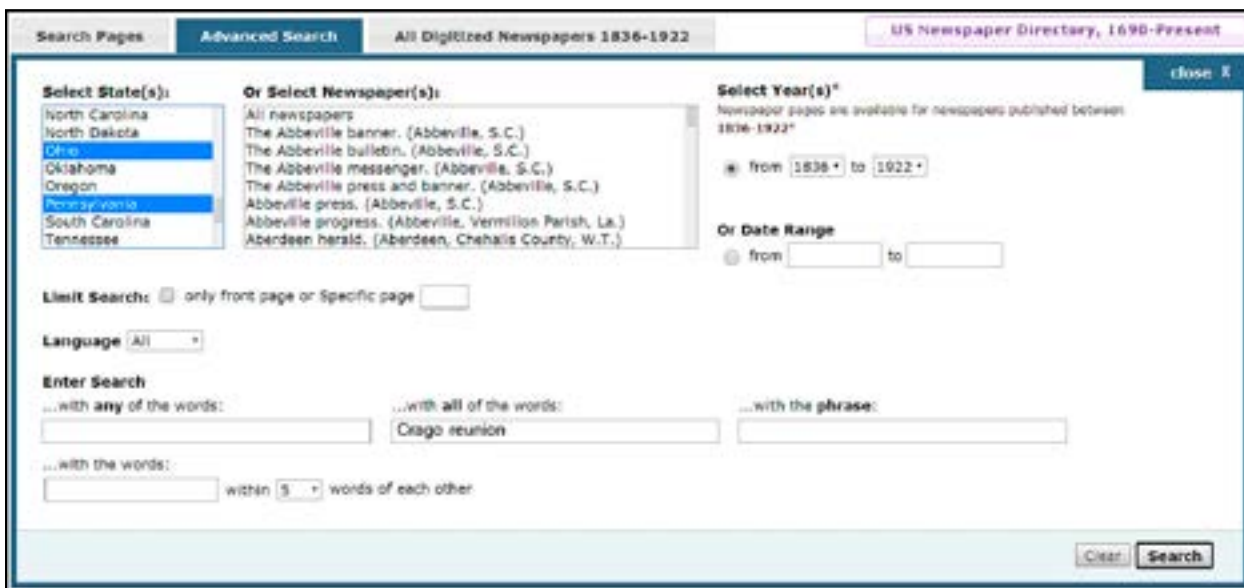 Search Pages
Advanced Search
All Digitized Newspapers 1836-1922
US Newspaper Directory, 1690-Present
close X
Select State(s):
North Carolina
North Dakota
Ohio
Oklahoma
Oregon
Pennsylvania
South Carolina
Tennessee
Or Select Newspaper(s):
All newspapers
The Abbeville banner. (Abbeville, S.C.)
The Abbeville bulletin. (Abbeville, S.C.)
The Abbeville messenger. (Abbeville, S.C.)
The Abbeville press and banner. (Abbeville, S.C.)
Abbeville press. (Abbeville, S.C.)
Abbeville progress. (Abbeville, Vermilion Parish, La.)
Aberdeen herald. (Aberdeen, Chehalis County, W.T.)
Select Year(s)*
Newspaper pages are available for newspapers published between
1836-1922*
from 1836 to 1922
Or Date Range
from to
Limit Search: only front page or Specific page
Language All
Enter Search
...with any of the words:
...with all of the words:
Crago reunion
...with the phrase:
...with the words:
within 5 words of each other
Clear Search